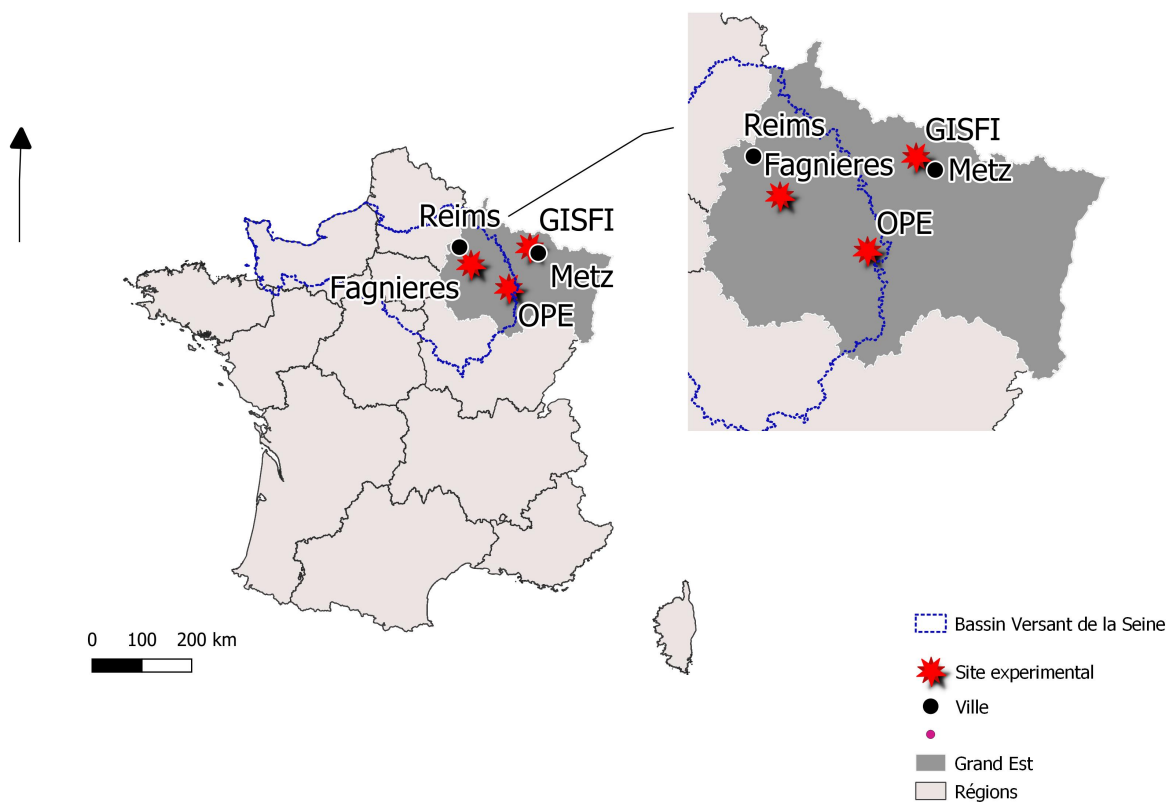 Reims
GISFI
Fagnieres
Metz
OPE
Reims
GISFI
Fagnieres
Metz
OPE
0 100 200 km
Bassin Versant de la Seine
Site experimental
Ville
Grand Est
Régions